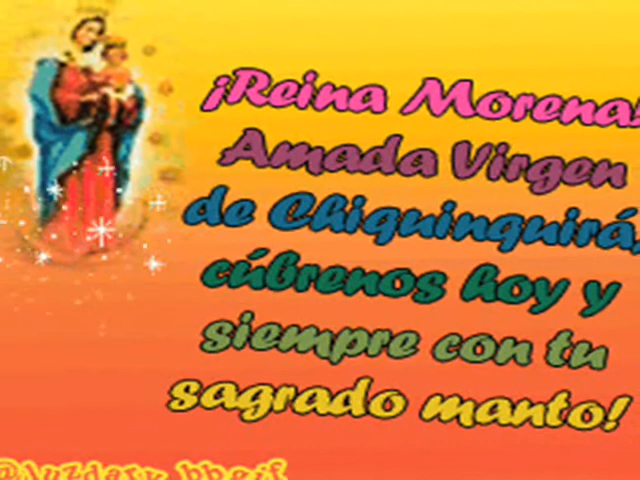 ¡Reina Morena!
Amada Virgen
de Chiquinquirá,
cúbrenos hoy y
siempre con tu
sagrado manto!